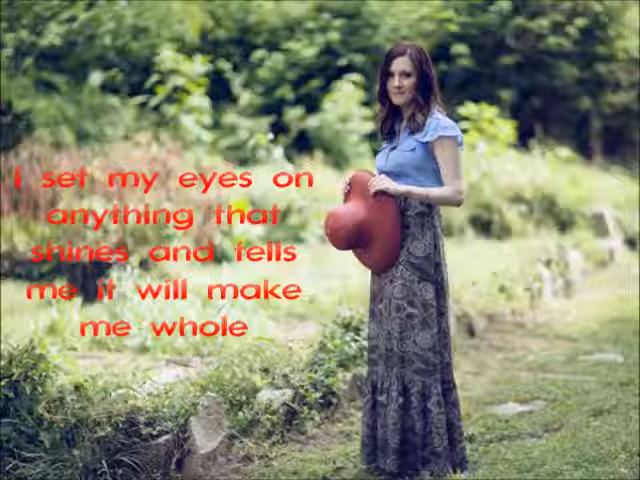 I set my eyes on
anything that
shines and tells
me it will make
me whole